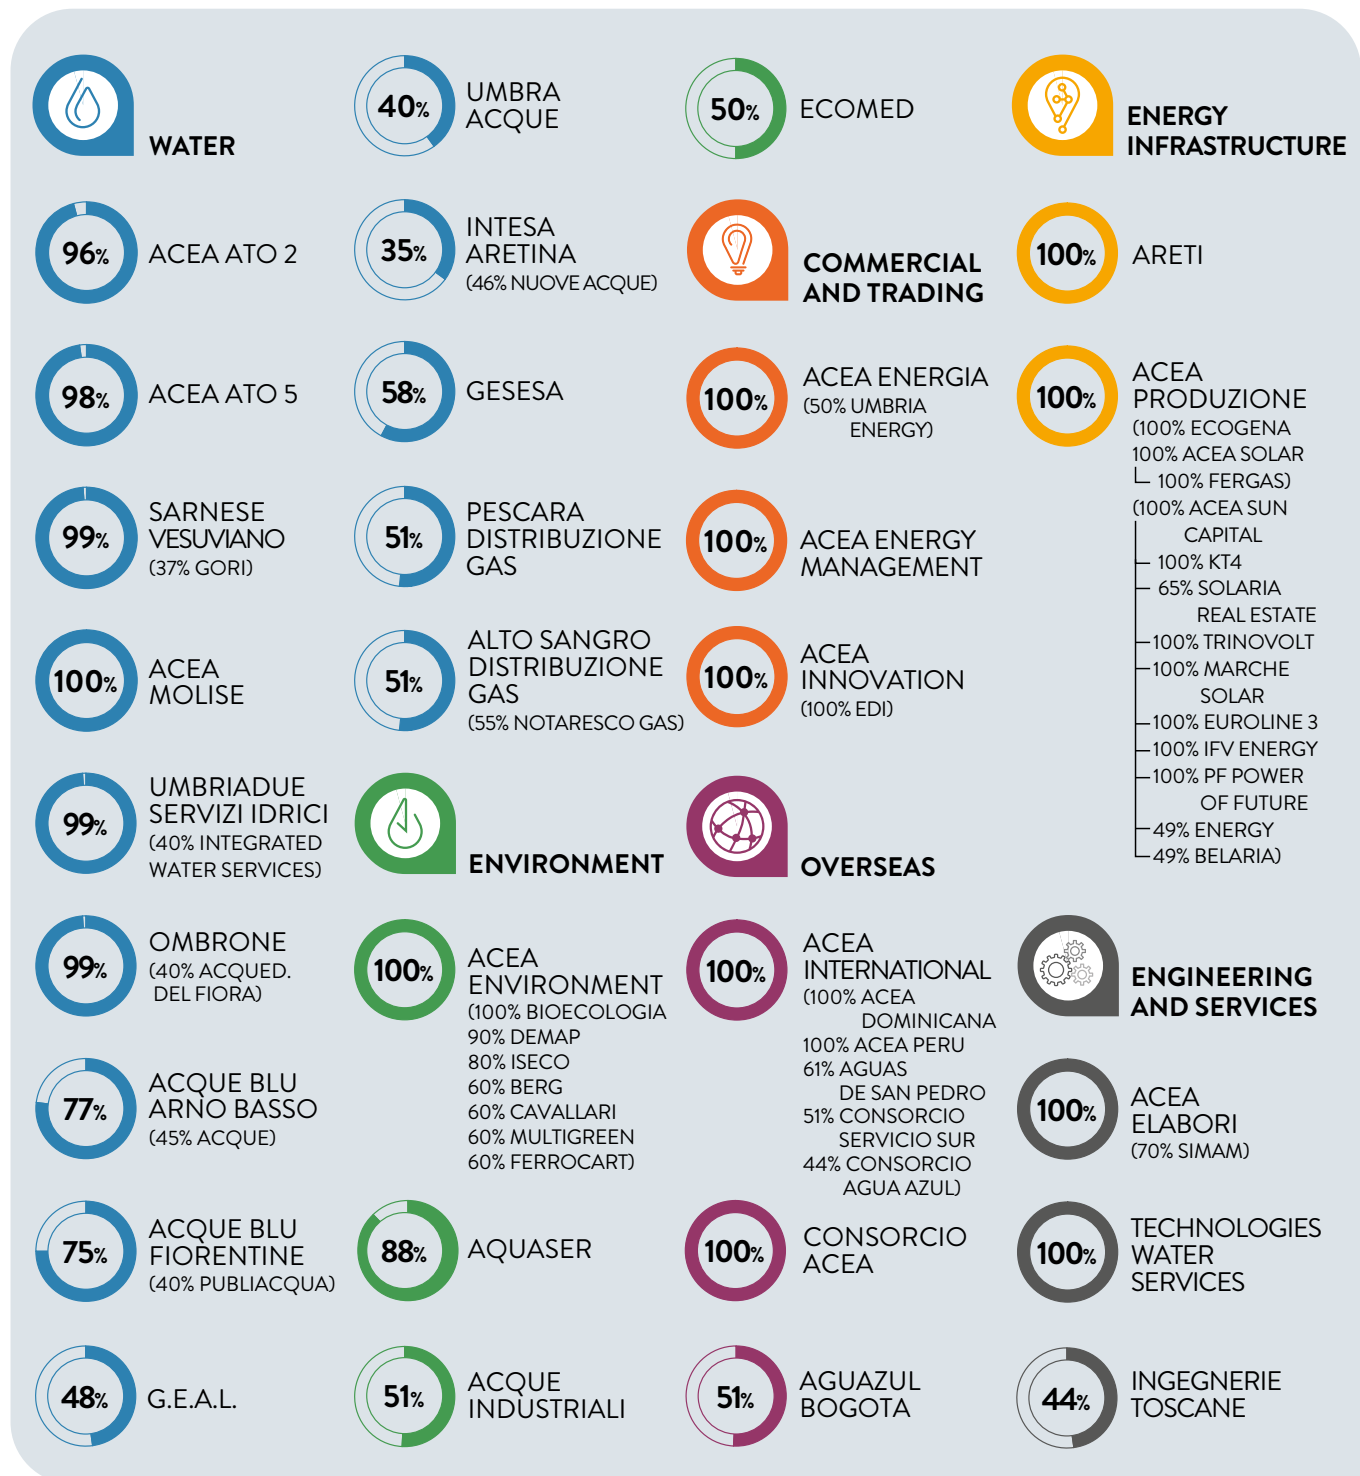 WATER
96%
ACEA ATO 2
98%
ACEA ATO 5
99%
SARNESE
VESUVIANO
(37% GORI)
100%
ACEA
MOLISE
99%
UMBRIADUE
SERVIZI IDRICI
(40% INTEGRATED
WATER SERVICES)
99%
OMBRONE
(40% ACQUED.
DEL FIORA)
77%
ACQUE BLU
ARNO BASSO
(45% ACQUE)
75%
ACQUE BLU
FIORENTINE
(40% PUBLIACQUA)
48%
G.E.A.L.
40%
UMBRA
ACQUE
35%
INTESA
ARETINA
(46% NUOVE ACQUE)
58%
GESESA
51%
PESCARA
DISTRIBUZIONE
GAS
51%
ALTO SANGRO
DISTRIBUZIONE
GAS
(55% NOTARESCO GAS)
ENVIRONMENT
100%
ACEA
ENVIRONMENT
(100% BIOECOLOGIA
90% DEMAP
80% ISECO
60% BERG
60% CAVALLARI
60% MULTIGREEN
60% FERROCART)
88%
AQUASER
51%
ACQUE
INDUSTRIALI
50%
ECOMED
COMMERCIAL
AND TRADING
100%
ACEA ENERGIA
(50% UMBRIA
ENERGY)
100%
ACEA ENERGY
MANAGEMENT
100%
ACEA
INNOVATION
(100% EDI)
OVERSEAS
100%
ACEA
INTERNATIONAL
(100% ACEA
DOMINICANA
100% ACEA PERU
61% AGUAS
DE SAN PEDRO
51% CONSORCIO
SERVICIO SUR
44% CONSORCIO
AGUA AZUL)
100%
CONSORCIO
ACEA
51%
AGUAZUL
BOGOTA
ENERGY
INFRASTRUCTURE
100%
ARETI
100%
ACEA
PRODUZIONE
(100% ECOGENA
100% ACEA SOLAR
100% FERGAS)
(100% ACEA SUN
CAPITAL
100% KT4
65% SOLARIA
REAL ESTATE
100% TRINOVOLT
100% MARCHE
SOLAR
100% EUROLINE 3
100% IFV ENERGY
100% PF POWER
OF FUTURE
49% ENERGY
49% BELARIA)
ENGINEERING
AND SERVICES
100%
ACEA
ELABORI
(70% SIMAM)
100%
TECHNOLOGIES
WATER
SERVICES
44%
INGEGNERIE
TOSCANE